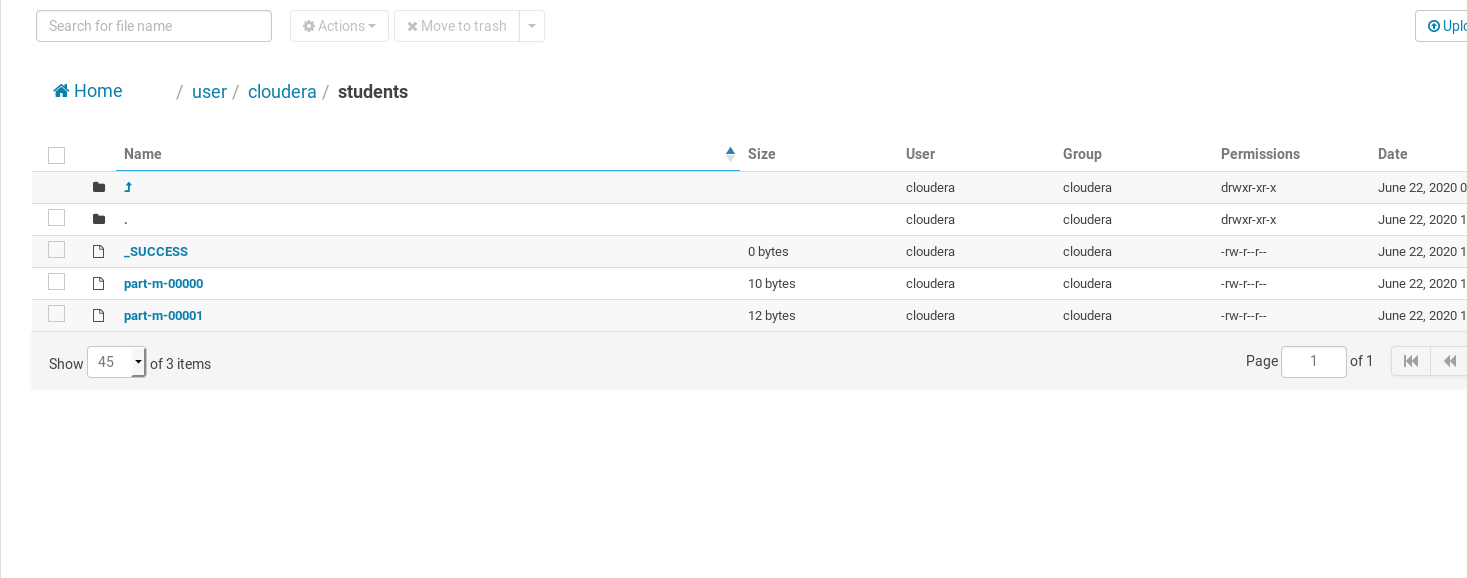 Search for file name Actions Move to trash Uplo
Home / user / cloudera / students
Name Size User Group Permissions Date
cloudera cloudera drwxr-xr-x June 22, 2020 0
. cloudera cloudera drwxr-xr-x June 22, 2020 1
_SUCCESS 0 bytes cloudera cloudera -rw-r--r-- June 22, 2020 1
part-m-00000 10 bytes cloudera cloudera -rw-r--r-- June 22, 2020 1
part-m-00001 12 bytes cloudera cloudera -rw-r--r-- June 22, 2020 1
Show 45 of 3 items Page 1 of 1